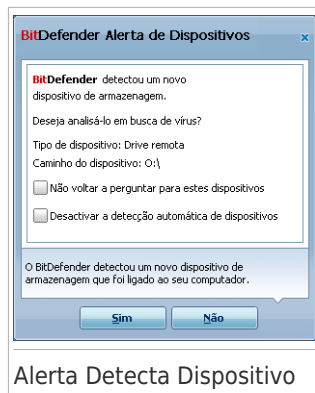 BitDefender Alerta de Dispositivos
x
BitDefender detectou um novo
dispositivo de armazenagem.
Deseja analisá-lo em busca de vírus?
Tipo de dispositivo: Drive remota
Caminho do dispositivo: O:\
Não voltar a perguntar para estes dispositivos
Desactivar a detecção automática de dispositivos
O BitDefender detectou um novo dispositivo de
armazenagem que foi ligado ao seu computador.
Sim Não
Alerta Detecta Dispositivo